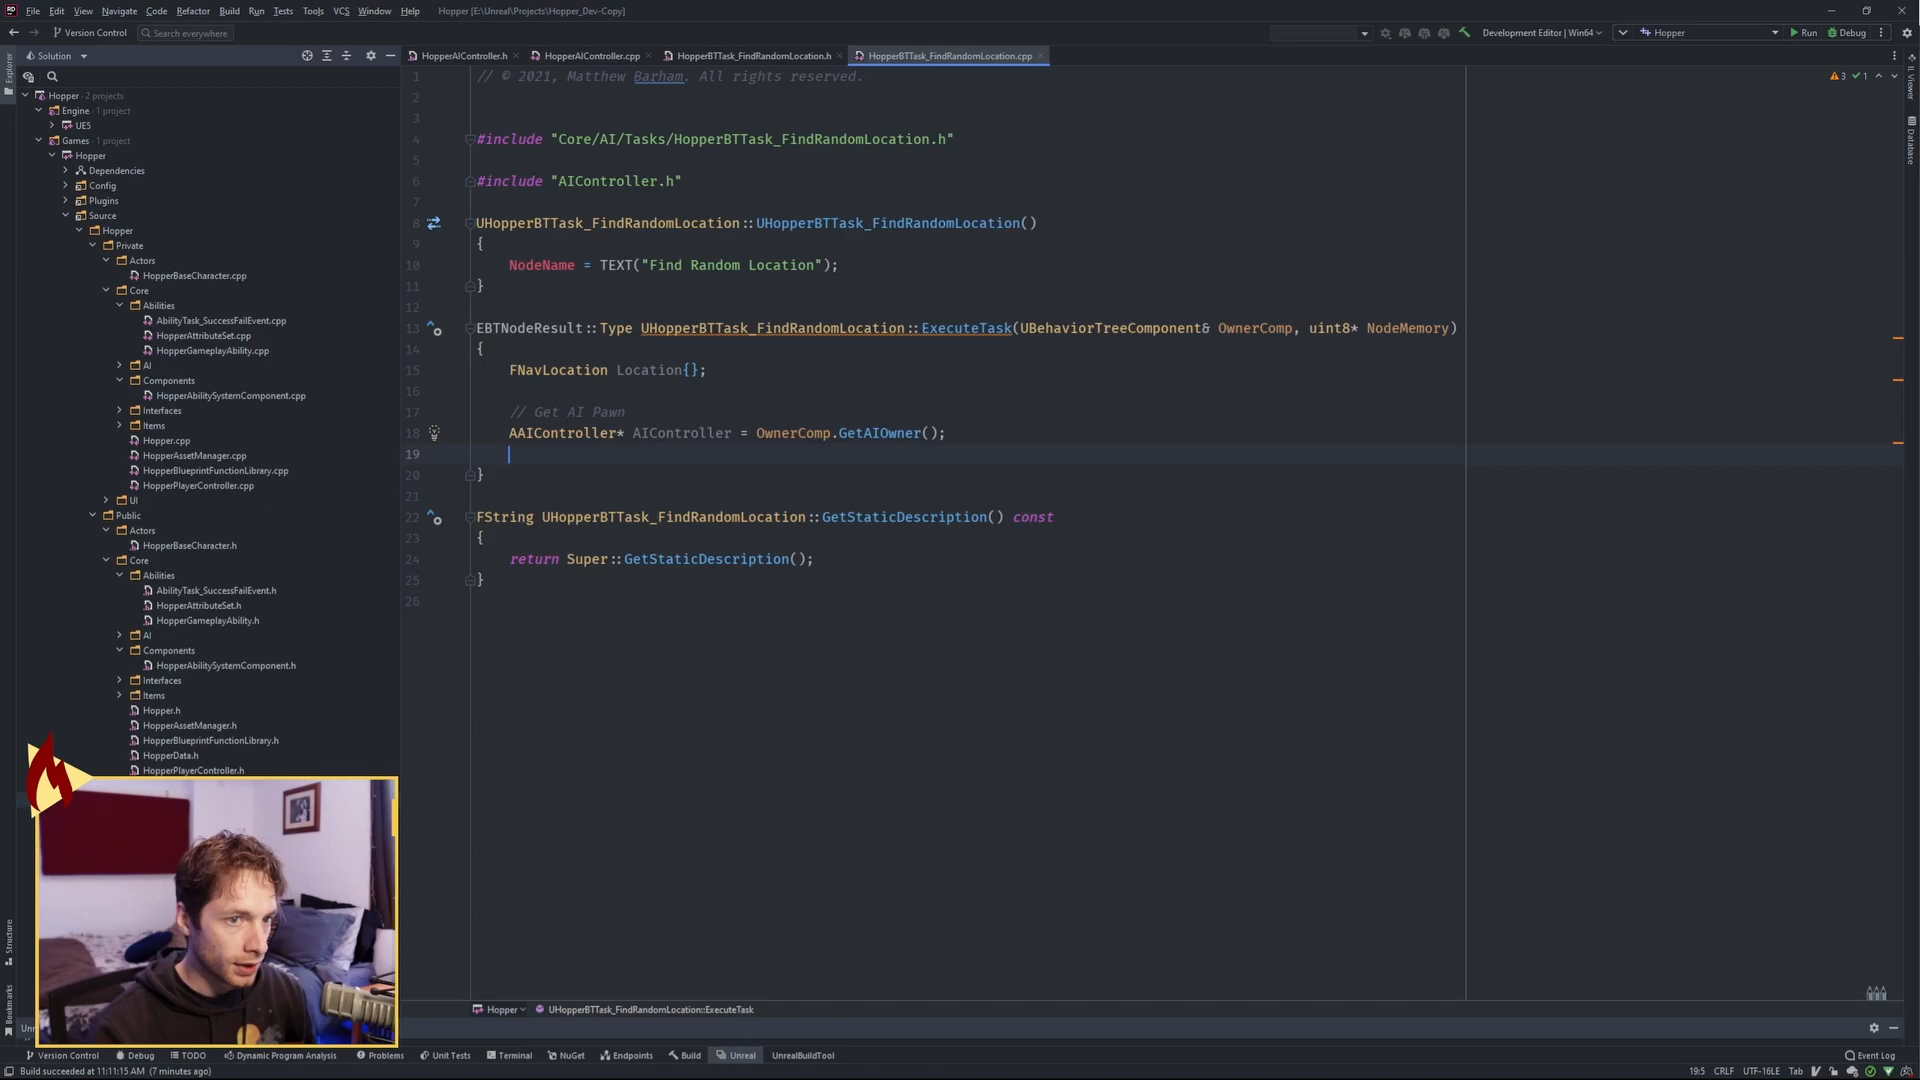 File Edit View Navigate Code Refactor Build Run Tests Tools VCS Window Help Hopper [E:\Unreal\Projects\Hopper_Dev-Copy]
Version Control Search everywhere Development Editor | Win64 Hopper Run Debug
Explorer
Solution
HopperAIController.h HopperAIController.cpp HopperBTTask_FindRandomLocation.h HopperBTTask_FindRandomLocation.cpp
IL Viewer
Database
3 1
Hopper · 2 projects
Engine · 1 project
UE5
Games · 1 project
Hopper
Dependencies
Config
Plugins
Source
Hopper
Private
Actors
HopperBaseCharacter.cpp
Core
Abilities
AbilityTask_SuccessFailEvent.cpp
HopperAttributeSet.cpp
HopperGameplayAbility.cpp
AI
Components
HopperAbilitySystemComponent.cpp
Interfaces
Items
Hopper.cpp
HopperAssetManager.cpp
HopperBlueprintFunctionLibrary.cpp
HopperPlayerController.cpp
UI
Public
Actors
HopperBaseCharacter.h
Core
Abilities
AbilityTask_SuccessFailEvent.h
HopperAttributeSet.h
HopperGameplayAbility.h
AI
Components
HopperAbilitySystemComponent.h
Interfaces
Items
Hopper.h
HopperAssetManager.h
HopperBlueprintFunctionLibrary.h
HopperData.h
HopperPlayerController.h
1 // © 2021, Matthew Barham. All rights reserved.
2
3
4 #include "Core/AI/Tasks/HopperBTTask_FindRandomLocation.h"
5
6 #include "AIController.h"
7
8 UHopperBTTask_FindRandomLocation::UHopperBTTask_FindRandomLocation()
9 {
10 NodeName = TEXT("Find Random Location");
11 }
12
13 EBTNodeResult::Type UHopperBTTask_FindRandomLocation::ExecuteTask(UBehaviorTreeComponent& OwnerComp, uint8* NodeMemory)
14 {
15 FNavLocation Location{};
16
17 // Get AI Pawn
18 AAIController* AIController = OwnerComp.GetAIOwner();
19
20 }
21
22 FString UHopperBTTask_FindRandomLocation::GetStaticDescription() const
23 {
24 return Super::GetStaticDescription();
25 }
26
Structure
Bookmarks
Hopper UHopperBTTask_FindRandomLocation::ExecuteTask
Version Control Debug TODO Dynamic Program Analysis Problems Unit Tests Terminal NuGet Endpoints Build Unreal UnrealBuildTool Event Log
Build succeeded at 11:11:15 AM (7 minutes ago) 19:5 CRLF UTF-16LE Tab